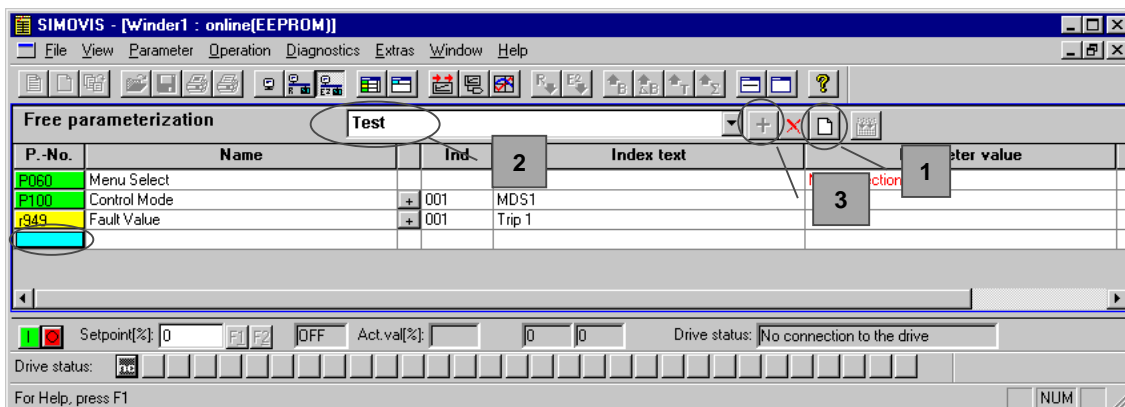 SIMOVIS - [Winder1 : online(EEPROM)]
File View Parameter Operation Diagnostics Extras Window Help
Free parameterization Test
P.-No. Name Ind Index text eter value
P060 Menu Select
P100 Control Mode + 001 MDS1
r949 Fault Value + 001 Trip 1
2
3
1
Setpoint[%]: 0 F1 F2 OFF Act.val[%]: 0 0 Drive status: No connection to the drive
Drive status:
For Help, press F1 NUM